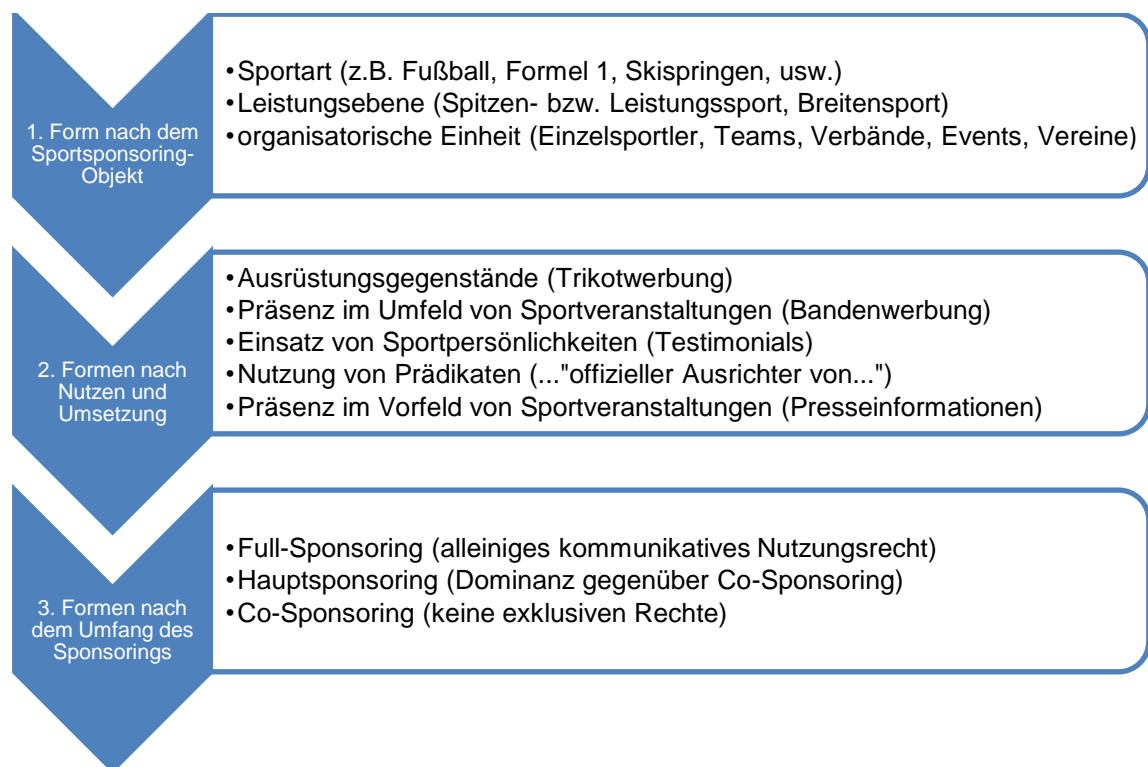 1. Form nach dem
Sportsponsoring-
Objekt
•Sportart (z.B. Fußball, Formel 1, Skispringen, usw.)
•Leistungsebene (Spitzen- bzw. Leistungssport, Breitensport)
•organisatorische Einheit (Einzelsportler, Teams, Verbände, Events, Vereine)
2. Formen nach
Nutzen und
Umsetzung
•Ausrüstungsgegenstände (Trikotwerbung)
•Präsenz im Umfeld von Sportveranstaltungen (Bandenwerbung)
•Einsatz von Sportpersönlichkeiten (Testimonials)
•Nutzung von Prädikaten (..."offizieller Ausrichter von...")
•Präsenz im Vorfeld von Sportveranstaltungen (Presseinformationen)
3. Formen nach
dem Umfang des
Sponsorings
•Full-Sponsoring (alleiniges kommunikatives Nutzungsrecht)
•Hauptsponsoring (Dominanz gegenüber Co-Sponsoring)
•Co-Sponsoring (keine exklusiven Rechte)